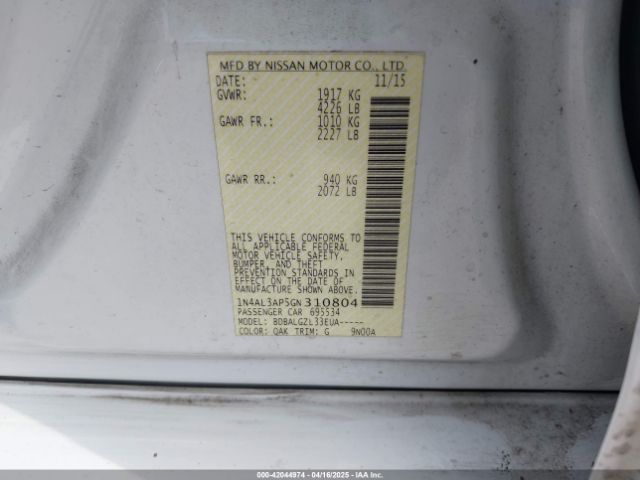 MFD BY NISSAN MOTOR CO., LTD.
DATE: 11/15
GVWR: 1917 KG
4226 LB
GAWR FR.: 1010 KG
2227 LB
GAWR RR.: 940 KG
2072 LB
THIS VEHICLE CONFORMS TO
ALL APPLICABLE FEDERAL
MOTOR VEHICLE SAFETY,
BUMPER, AND THEFT
PREVENTION STANDARDS IN
EFFECT ON THE DATE OF
MANUFACTURE SHOWN ABOVE.
1N4AL3AP5GN310804
PASSENGER CAR 695534
MODEL: BDBALGZL33EUA-----
COLOR: QAK TRIM: G 9N00A
000-42044974 - 04/16/2025 - IAA Inc.